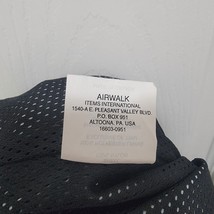 AIRWALK
ITEMS INTERNATIONAL
1540-A E. PLEASANT VALLEY BLVD.
P.O. BOX 951
ALTOONA, PA. USA
16603-0951